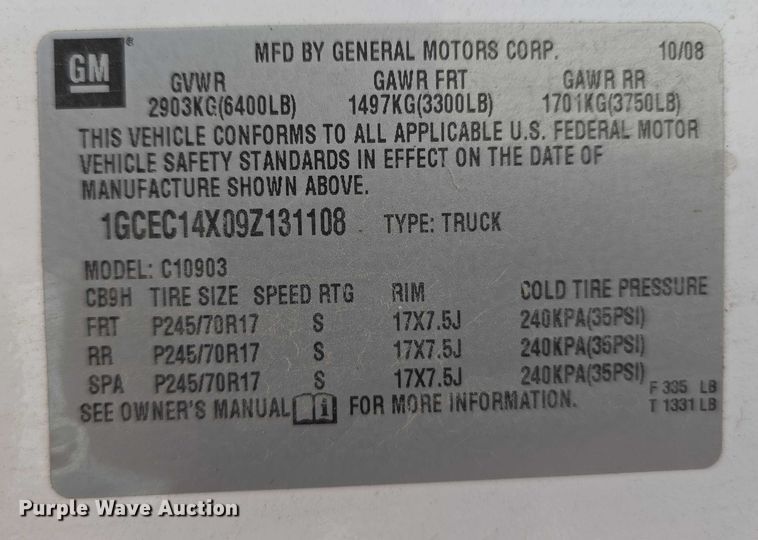 GM
MFD BY GENERAL MOTORS CORP. 10/08
GVWR GAWR FRT GAWR RR
2903KG(6400LB) 1497KG(3300LB) 1701KG(3750LB)
THIS VEHICLE CONFORMS TO ALL APPLICABLE U.S. FEDERAL MOTOR
VEHICLE SAFETY STANDARDS IN EFFECT ON THE DATE OF
MANUFACTURE SHOWN ABOVE.
1GCEC14X09Z131108 TYPE: TRUCK
MODEL: C10903
CB9H TIRE SIZE SPEED RTG RIM COLD TIRE PRESSURE
FRT P245/70R17 S 17X7.5J 240KPA(35PSI)
RR P245/70R17 S 17X7.5J 240KPA(35PSI)
SPA P245/70R17 S 17X7.5J 240KPA(35PSI)
F 335 LB
SEE OWNER'S MANUAL i FOR MORE INFORMATION. T 1331 LB
Purple Wave Auction